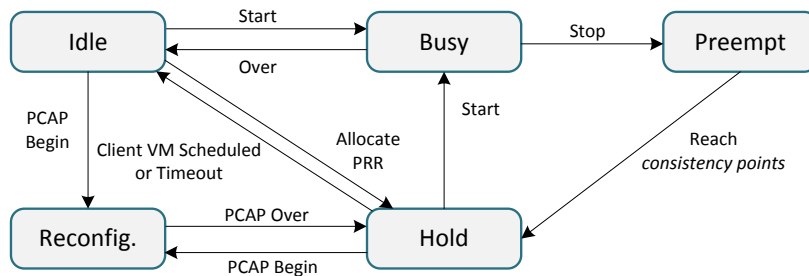 Start
Idle
Busy
Preempt
Stop
Over
PCAP
Begin
Client VM Scheduled
or Timeout
Allocate
PRR
Start
Reach
consistency points
PCAP Over
Reconfig.
Hold
PCAP Begin